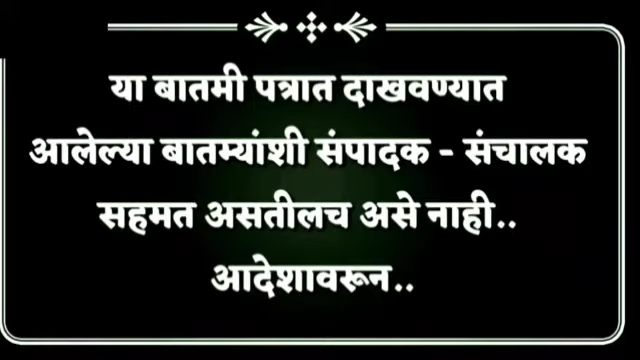 या बातमी पत्रात दाखवण्यात
आलेल्या बातम्यांशी संपादक - संचालक
सहमत असतीलच असे नाही..
आदेशावरून..